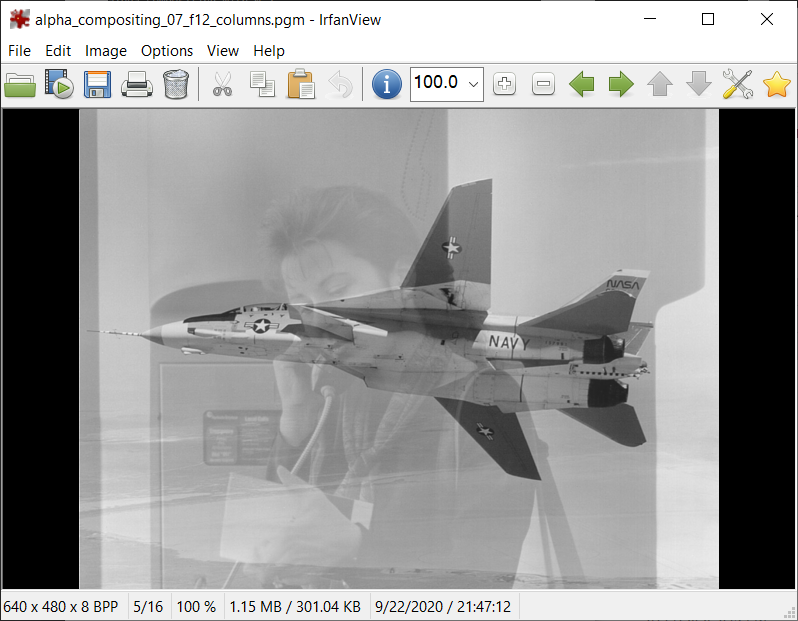 alpha_compositing_07_f12_columns.pgm - IrfanView
File Edit Image Options View Help
100.0
NASA
NAVY
640 x 480 x 8 BPP 5/16 100 % 1.15 MB / 301.04 KB 9/22/2020 / 21:47:12